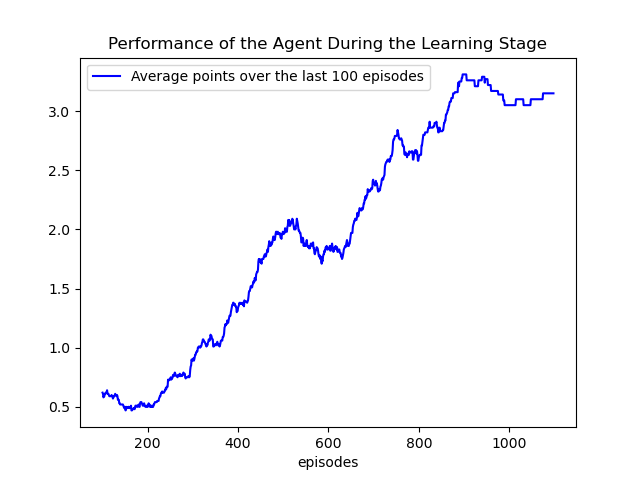 Performance of the Agent During the Learning Stage
Average points over the last 100 episodes
3.0
2.5
2.0
1.5
1.0
0.5
200 400 600 800 1000
episodes